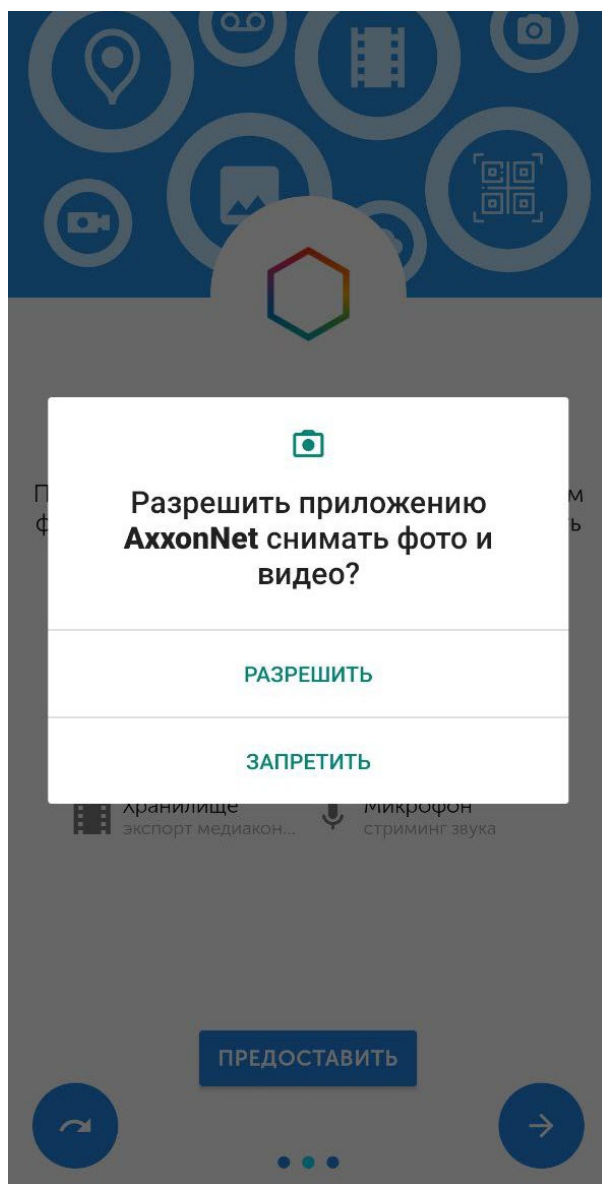 Разрешить приложению
AxxonNet снимать фото и
видео?
РАЗРЕШИТЬ
ЗАПРЕТИТЬ
Хранилище
экспорт медиакон...
Микрофон
стриминг звука
ПРЕДОСТАВИТЬ